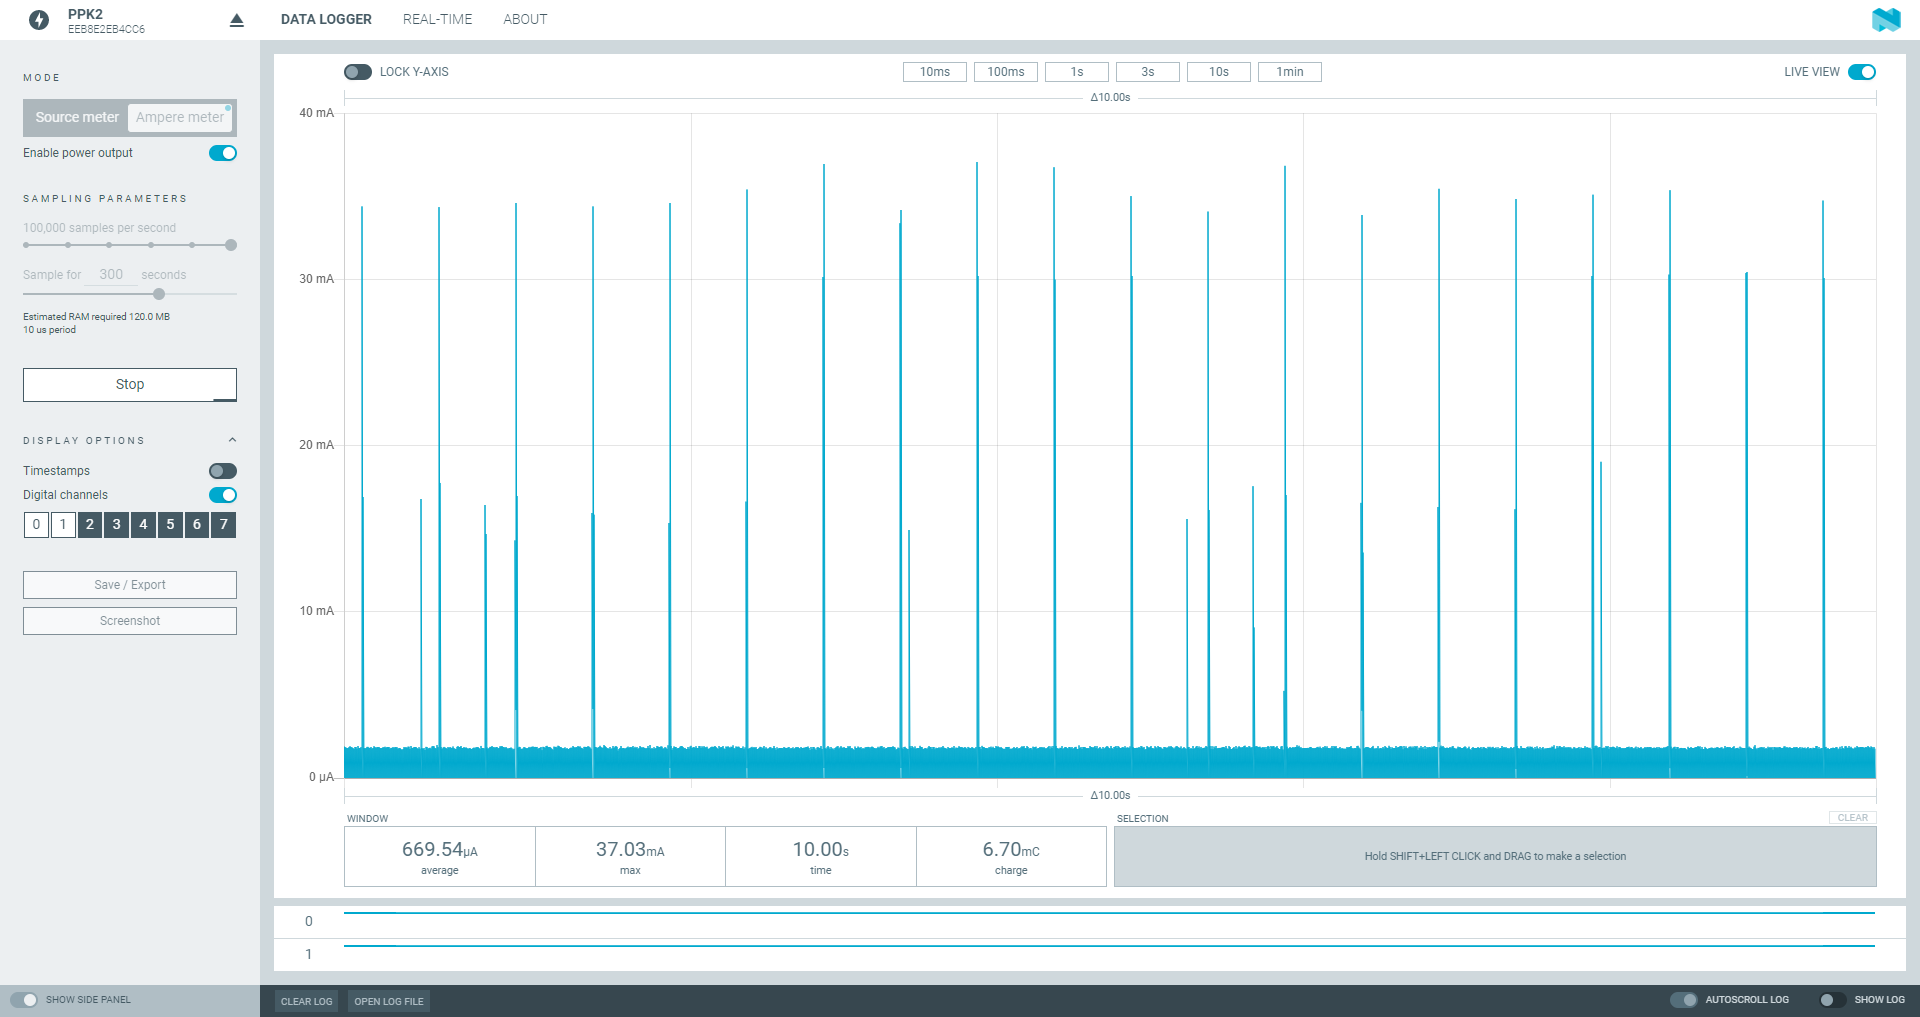 PPK2
EEB8E2EB4CC6
DATA LOGGER
REAL-TIME
ABOUT
MODE
Source meter
Ampere meter
Enable power output
SAMPLING PARAMETERS
100,000 samples per second
Sample for 300 seconds
Estimated RAM required 120.0 MB
10 us period
Stop
DISPLAY OPTIONS
Timestamps
Digital channels
0 1 2 3 4 5 6 7
Save / Export
Screenshot
SHOW SIDE PANEL
LOCK Y-AXIS
10ms 100ms 1s 3s 10s 1min
LIVE VIEW
Δ10.00s
40 mA
30 mA
20 mA
10 mA
0 µA
Δ10.00s
WINDOW
669.54µA
average
37.03mA
max
10.00s
time
6.70mC
charge
SELECTION
CLEAR
Hold SHIFT+LEFT CLICK and DRAG to make a selection
0
1
CLEAR LOG
OPEN LOG FILE
AUTOSCROLL LOG
SHOW LOG